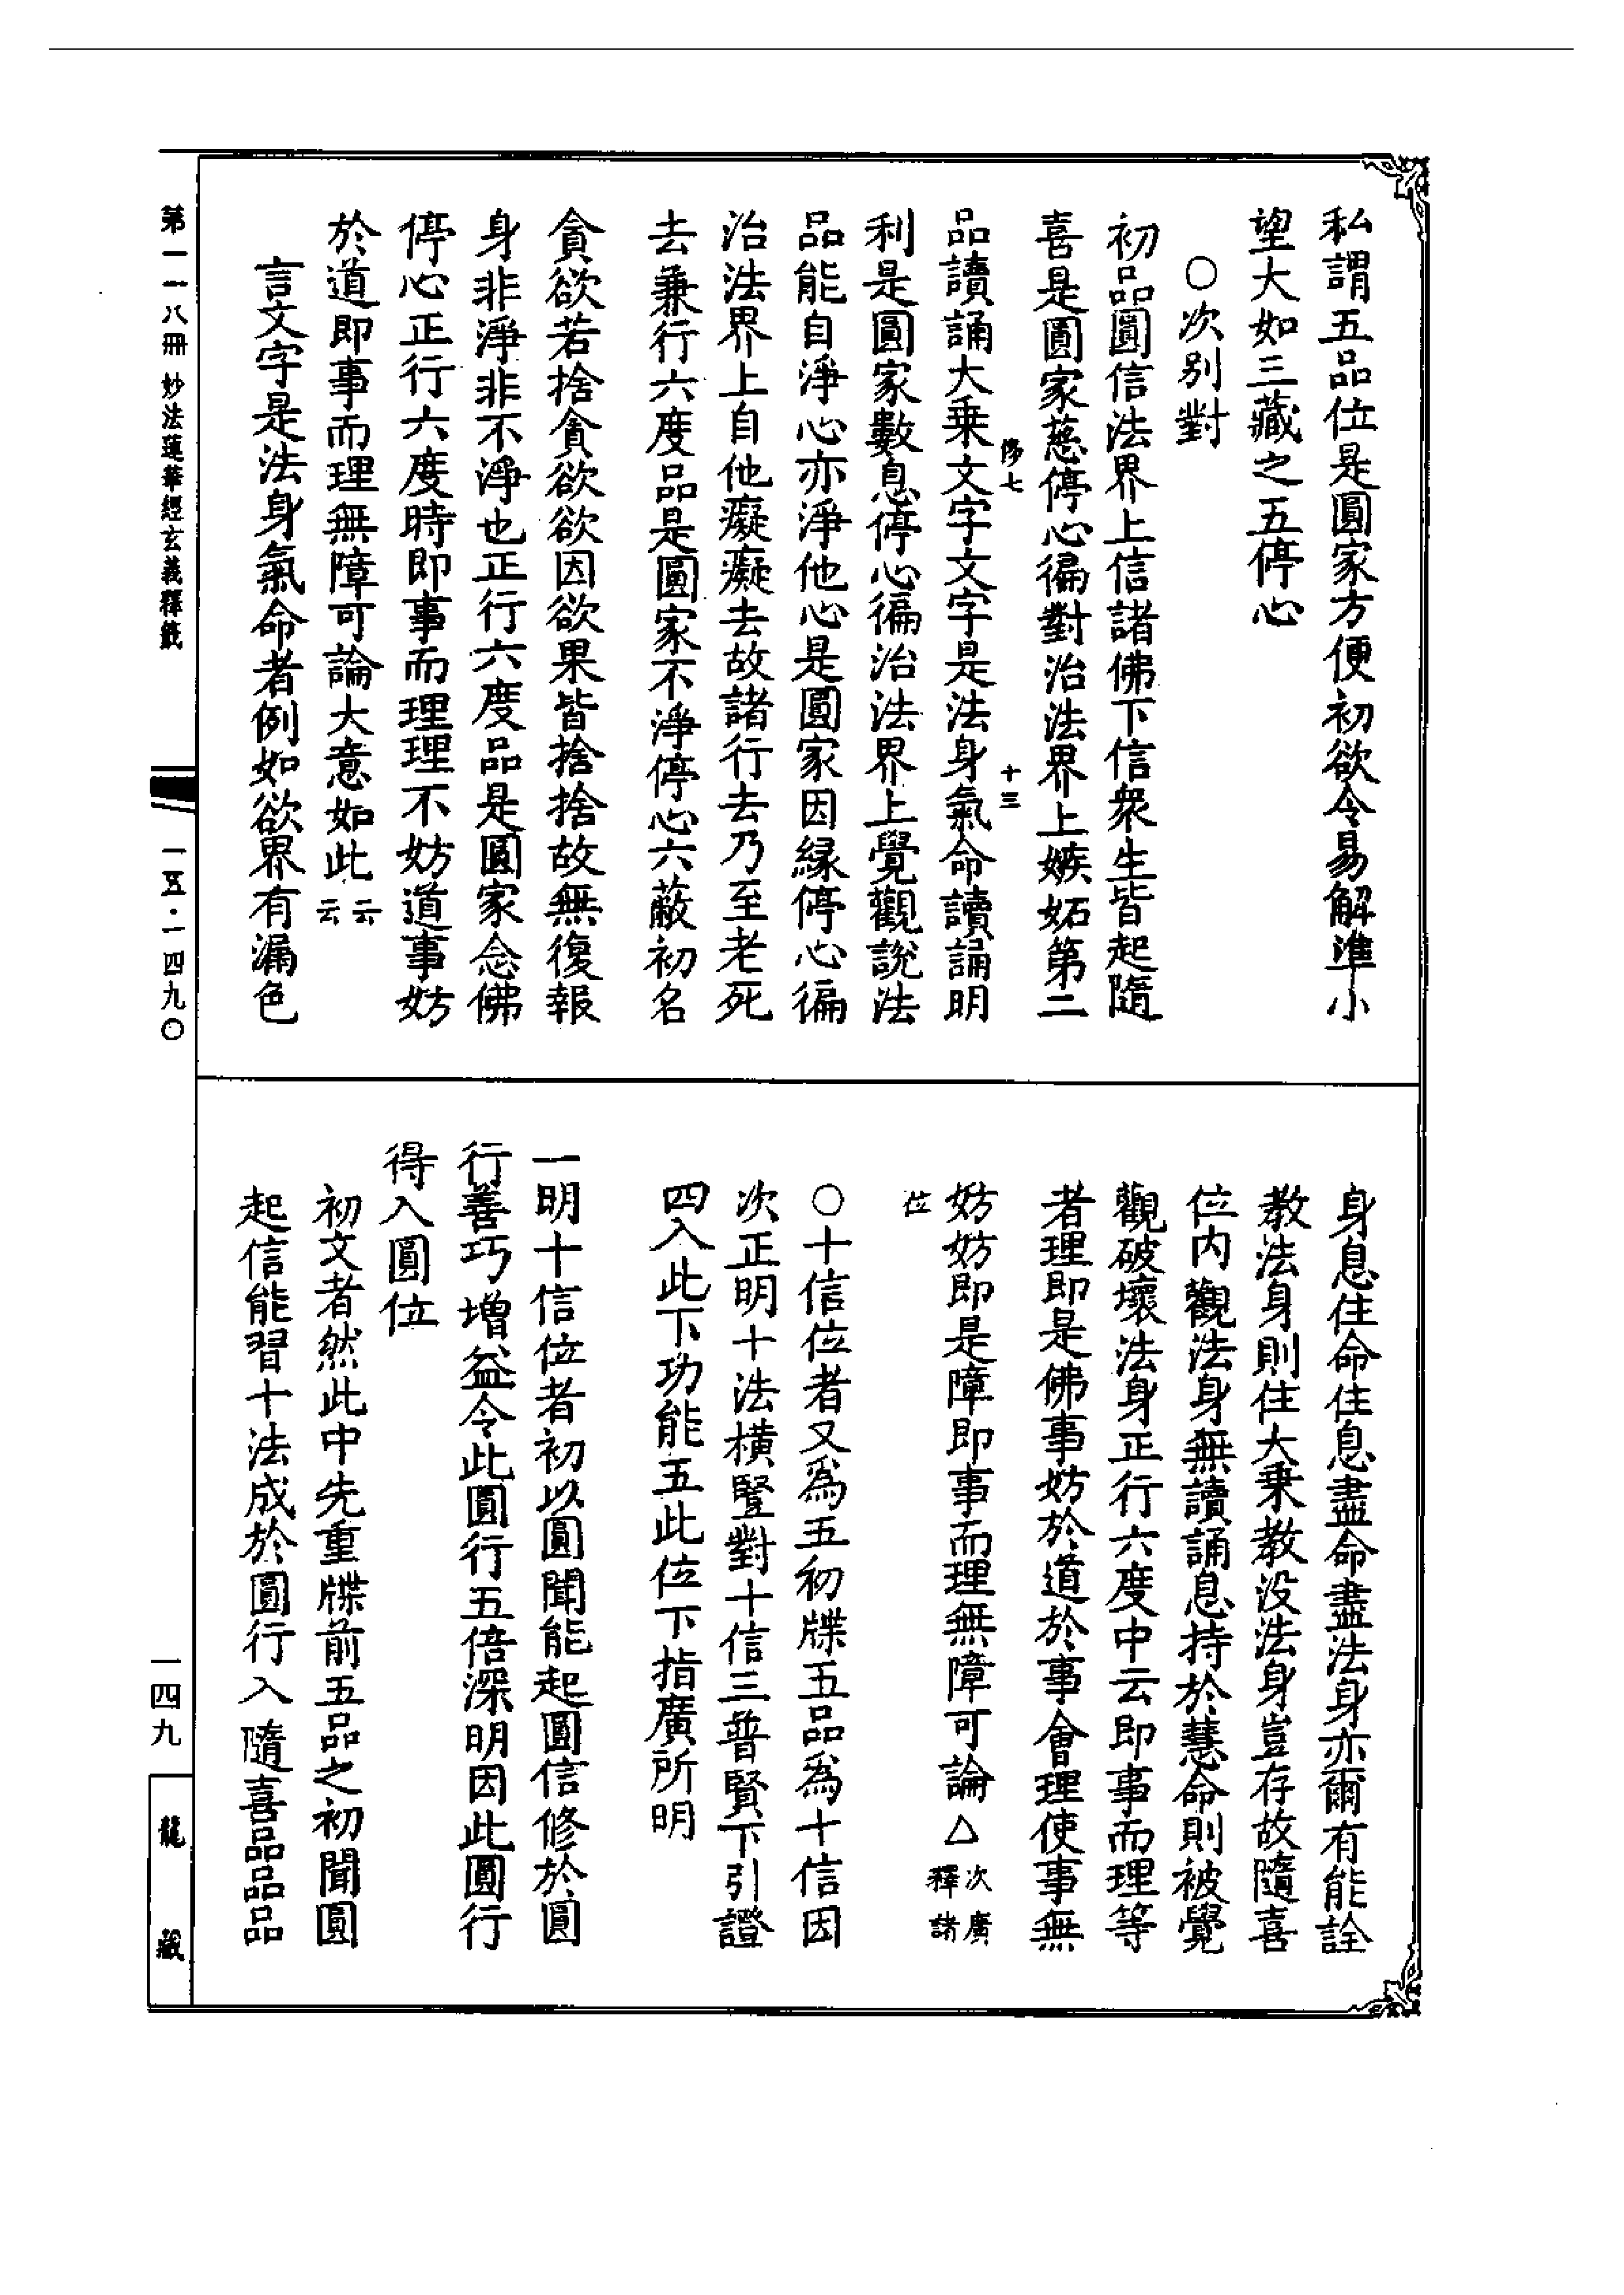 私謂五品位是圓家方便初欲令易解準小
望大如三藏之五停心
○次別對
初品圓信法界上信諸佛下信衆生皆起隨
喜是圓家慈停心徧對治法界上嫉妬第二
品讀誦大乗文字文字是法身氣命讀誦明
利是圓家數息停心徧治法界上覺觀說法
品能自淨心亦淨他心是圓家因緣停心徧
治法界上自他癡癡去故諸行去乃至老死
去兼行六度品是圓家不淨停心六蔽初名
貪欲若捨貪欲欲因欲果皆捨捨故無復報
身非淨非不淨也正行六度品是圓家念佛
停心正行六度時即事而理理不妨道事妨
於道即事而理無障可論大意如此云云
言文字是法身氣命者例如欲界有漏色
身息住命住息盡命盡法身亦爾有能詮
教法身則住大乗教教没法身豈存故隨喜
位內觀法身無讀誦息持於慧命則被覺
觀破壞法身正行六度中云即事而理等
者理即是佛事妨於道於事會理使事無
妨妨即是障即事而理無障可論△次廣釋諸
位
○十信位者又爲五初牒五品爲十信因
次正明十法橫豎對十信三普賢下引證
四入此下功能五此位下指廣所明
一明十信位者初以圓聞能起圓信修於圓
行善巧增益令此圓行五倍深明因此圓行
得入圓位
初文者然此中先重牒前五品之初聞圓
起信能習十法成於圓行入隨喜品品品
十三
第一一八冊 妙法蓮華經玄義釋籤
一五·一四九〇
一四九
龍藏